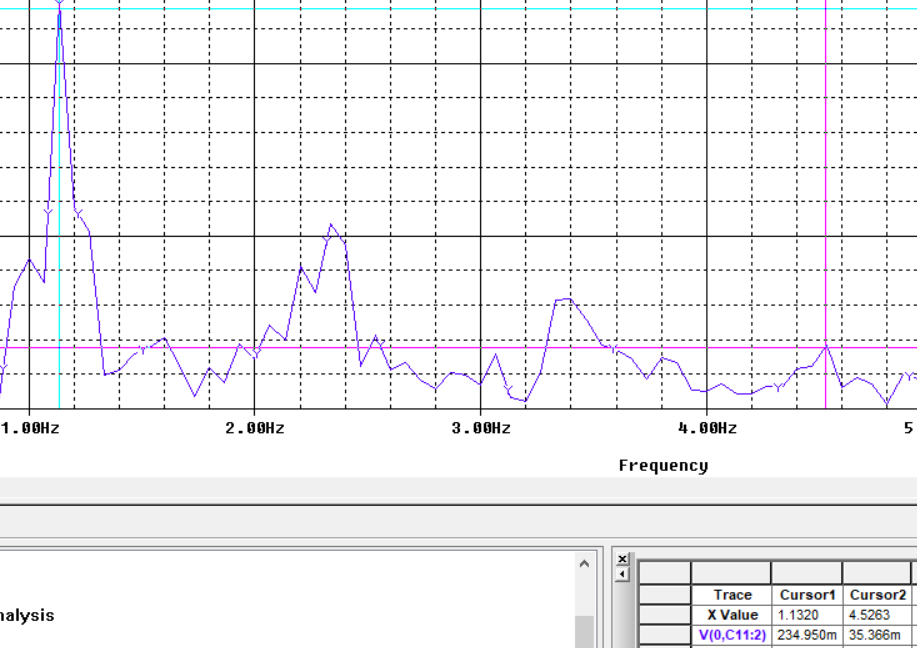 1.00Hz 2.00Hz 3.00Hz 4.00Hz 5
Frequency
nalysis
Trace Cursor1 Cursor2
X Value 1.1320 4.5263
V(0,C11:2) 234.950m 35.366m